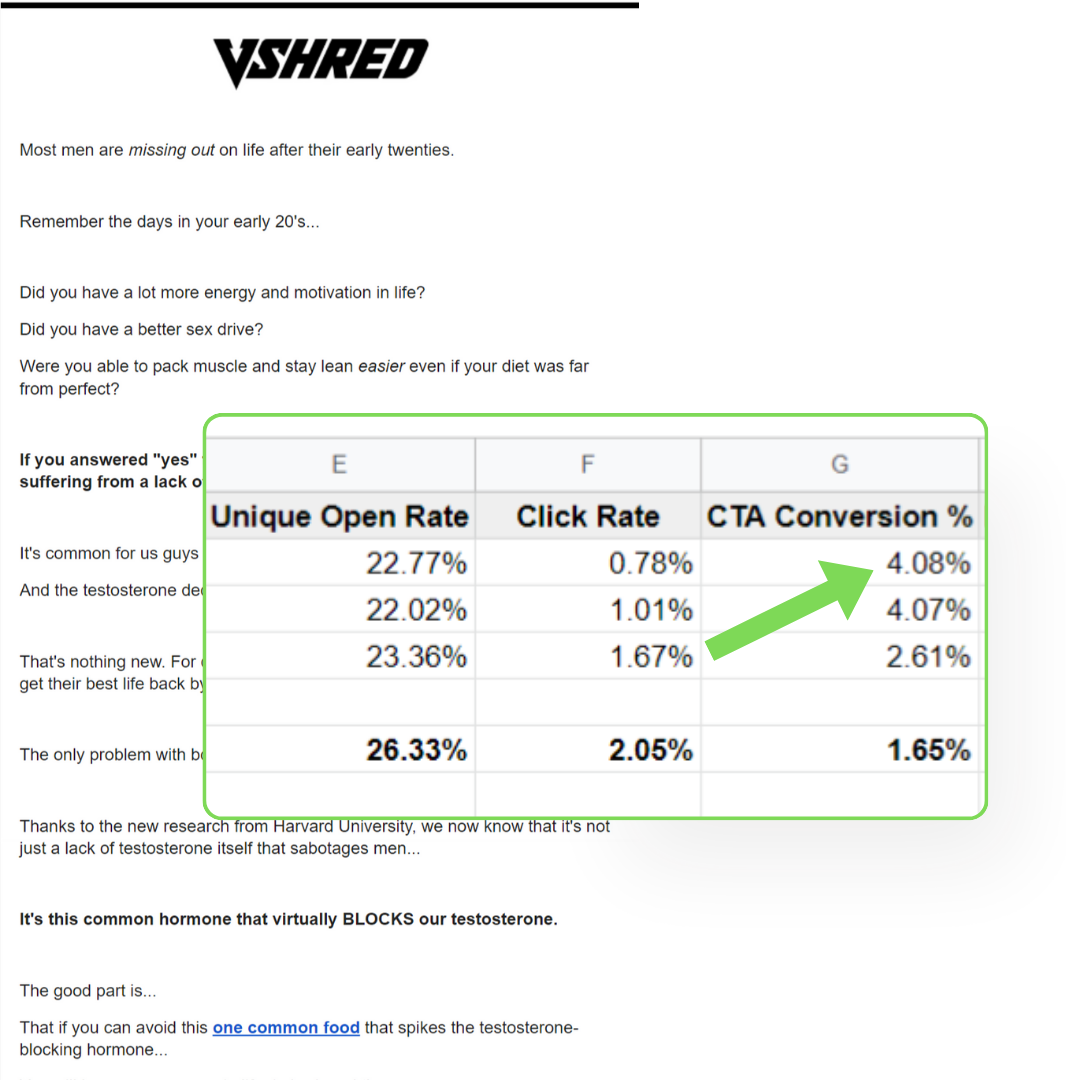 VSHRED
Most men are missing out on life after their early twenties.
Remember the days in your early 20's...
Did you have a lot more energy and motivation in life?
Did you have a better sex drive?
Were you able to pack muscle and stay lean easier even if your diet was far
from perfect?
If you answered "yes"
suffering from a lack o
It's common for us guys
And the testosterone dec
That's nothing new. For
get their best life back by
The only problem with be
E F G
Unique Open Rate Click Rate CTA Conversion %
22.77% 0.78% 4.08%
22.02% 1.01% 4.07%
23.36% 1.67% 2.61%
26.33% 2.05% 1.65%
Thanks to the new research from Harvard University, we now know that it's not
just a lack of testosterone itself that sabotages men...
It's this common hormone that virtually BLOCKS our testosterone.
The good part is...
That if you can avoid this one common food that spikes the testosterone-
blocking hormone...